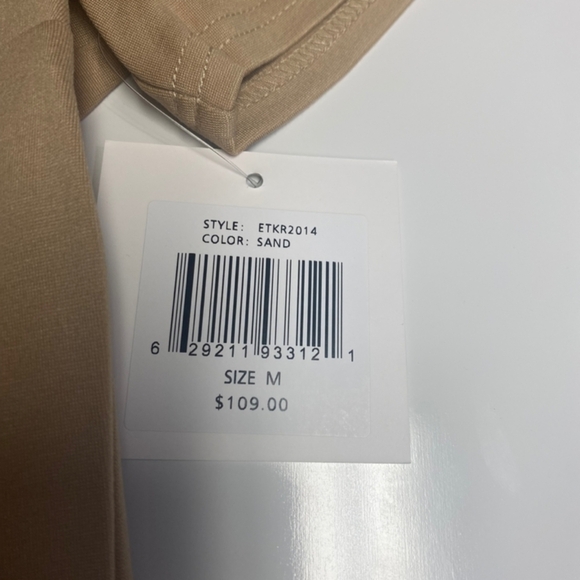 STYLE: ETKR2014
COLOR: SAND
6 29211 93312 1
SIZE M
$109.00